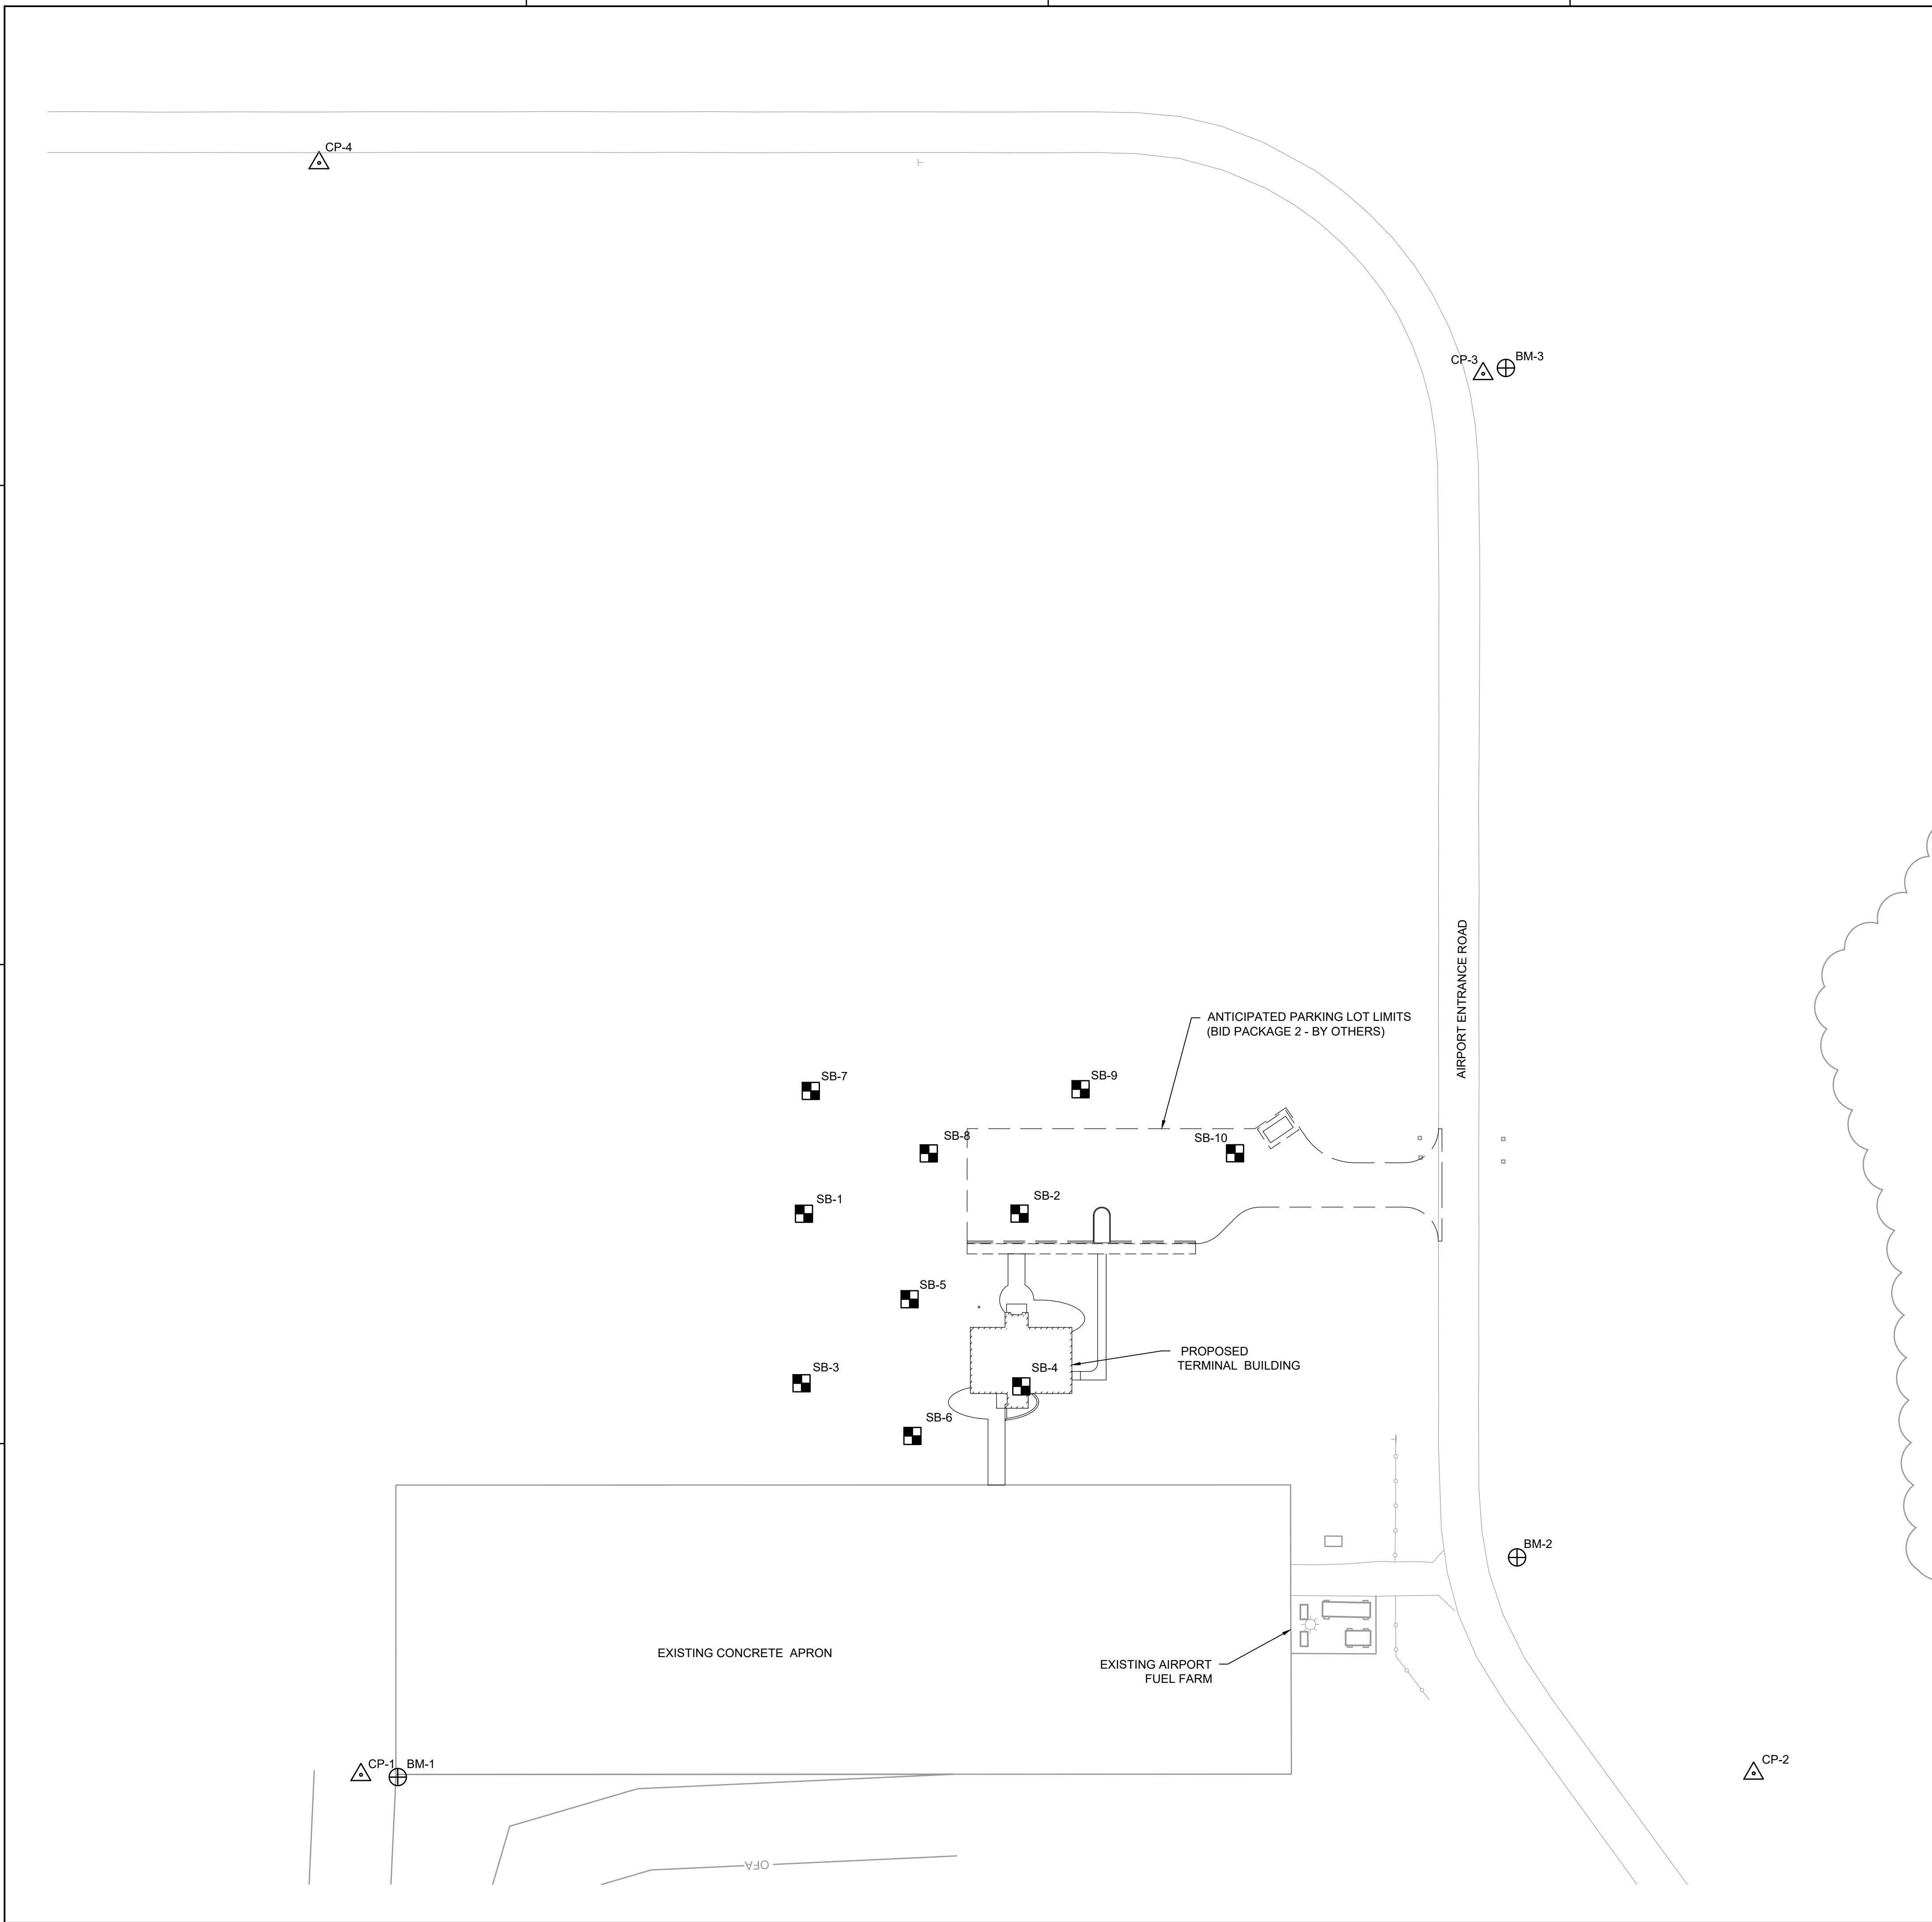 CP-4
CP-3
BM-3
AIRPORT ENTRANCE ROAD
ANTICIPATED PARKING LOT LIMITS
(BID PACKAGE 2 - BY OTHERS)
SB-7
SB-9
SB-8
SB-10
SB-1
SB-2
SB-5
PROPOSED
TERMINAL BUILDING
SB-3
SB-4
SB-6
BM-2
EXISTING CONCRETE APRON
EXISTING AIRPORT
FUEL FARM
CP-1
BM-1
CP-2
OFA